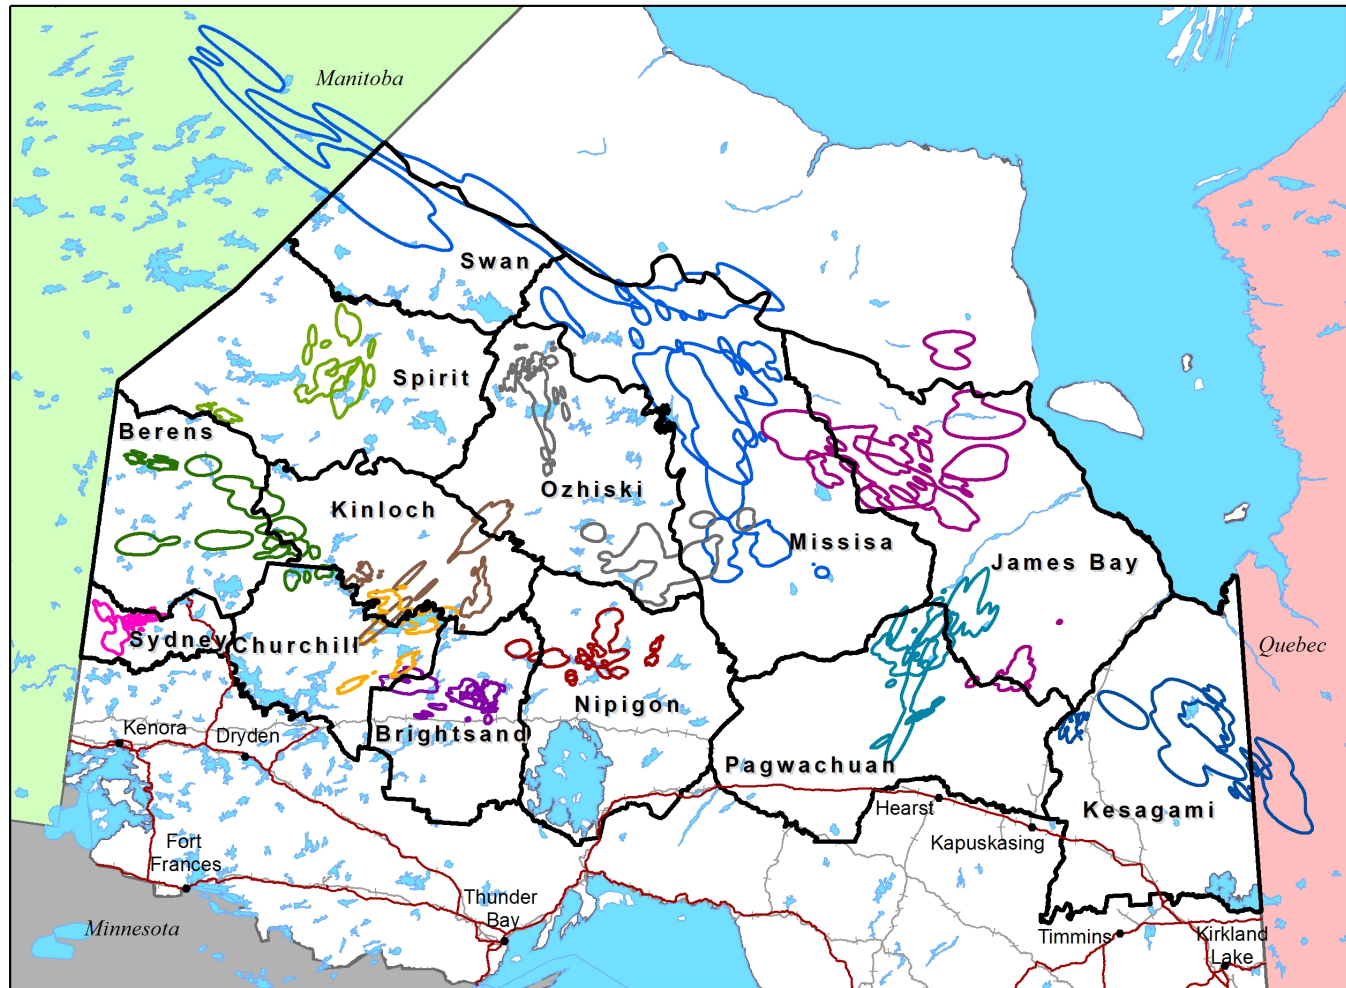 Manitoba
Swan
Spirit
Berens
Ozhiski
Kinloch
Missisa
James Bay
Sydney
Churchill
Quebec
Nipigon
Kenora
Dryden
Brightsand
Pagwachuan
Hearst
Kesagami
Kapuskasing
Fort
Frances
Thunder
Bay
Minnesota
Timmins
Kirkland
Lake